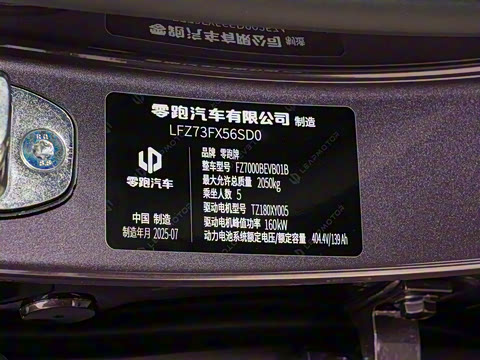 零跑汽车有限公司 制造
LFZ73FX56SD0
品牌 零跑牌
整车型号 FZ7000BEVB01B
最大允许总质量 2050kg
乘坐人数 5
驱动电机型号 TZ180XY005
驱动电机峰值功率 160kW
动力电池系统额定电压/额定容量 404.4V/139Ah
零跑汽车
中国 制造
制造年月 2025-07